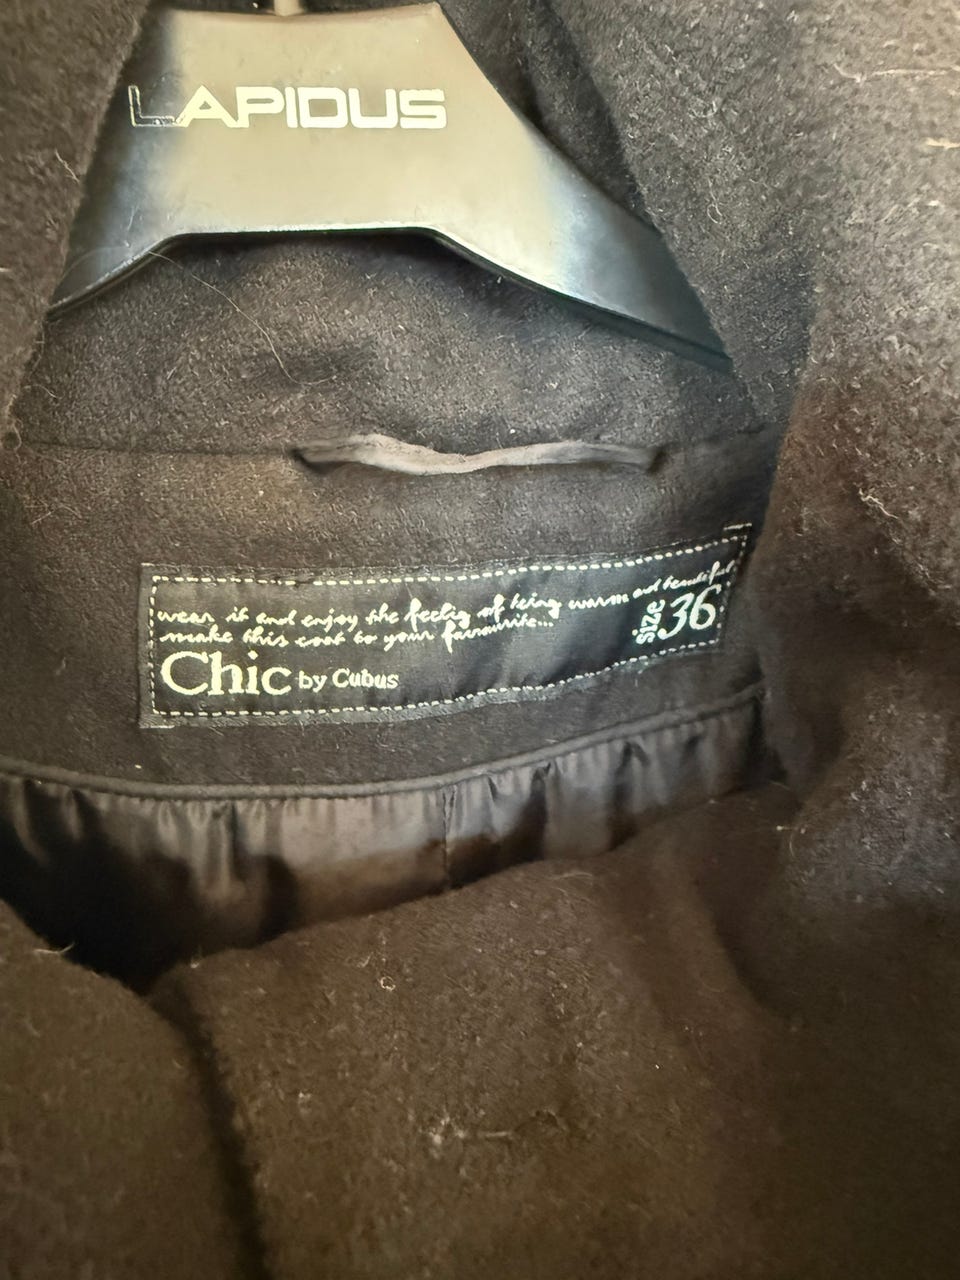 LAPIDUS
wear it and enjoy the feelig of being warm and beautiful
make this coat to your favourite...
size 36
Chic by Cubus